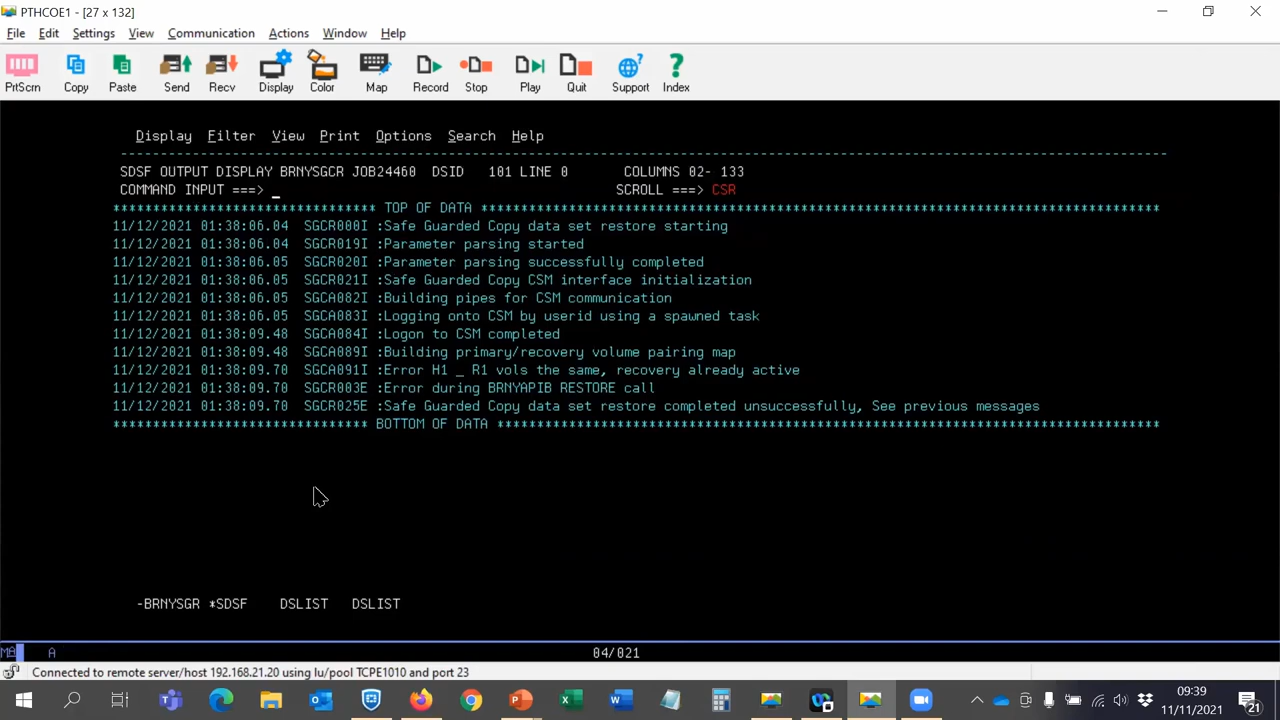 PTHCOE1 - [27 x 132]
File Edit Settings View Communication Actions Window Help
PrtScrn Copy Paste Send Recv Display Color Map Record Stop Play Quit Support Index
Display Filter View Print Options Search Help
--------------------------------------------------------------------------------
SDSF OUTPUT DISPLAY BRNYSGCR JOB24460 DSID 101 LINE 0 COLUMNS 02- 133
COMMAND INPUT ===> _ SCROLL ===> CSR
********************************* TOP OF DATA *********************************
11/12/2021 01:38:06.04 SGCR000I :Safe Guarded Copy data set restore starting
11/12/2021 01:38:06.04 SGCR019I :Parameter parsing started
11/12/2021 01:38:06.05 SGCR020I :Parameter parsing successfully completed
11/12/2021 01:38:06.05 SGCR021I :Safe Guarded Copy CSM interface initialization
11/12/2021 01:38:06.05 SGCA082I :Building pipes for CSM communication
11/12/2021 01:38:06.05 SGCA083I :Logging onto CSM by userid using a spawned task
11/12/2021 01:38:09.48 SGCA084I :Logon to CSM completed
11/12/2021 01:38:09.48 SGCA089I :Building primary/recovery volume pairing map
11/12/2021 01:38:09.70 SGCA091I :Error H1 _ R1 vols the same, recovery already active
11/12/2021 01:38:09.70 SGCR003E :Error during BRNYAPIB RESTORE call
11/12/2021 01:38:09.70 SGCR025E :Safe Guarded Copy data set restore completed unsuccessfully, See previous messages
******************************** BOTTOM OF DATA ********************************
-BRNYSGR *SDSF DSLIST DSLIST
MA A 04/021
Connected to remote server/host 192.168.21.20 using lu/pool TCPE1010 and port 23
09:39
11/11/2021
21